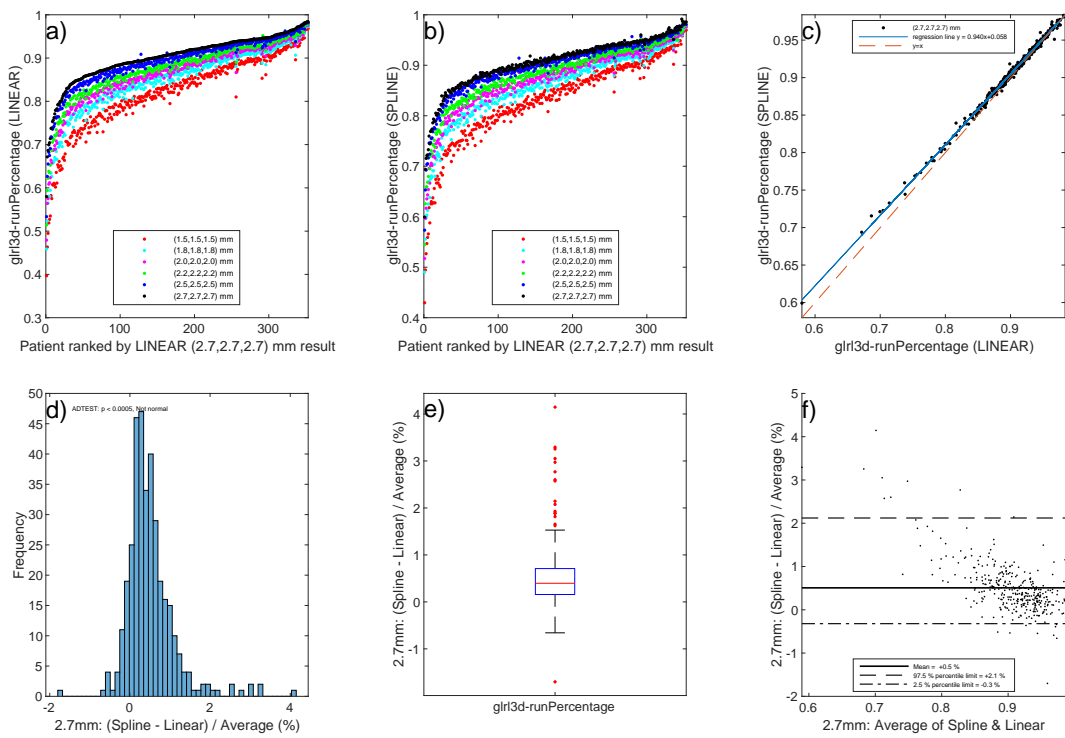 a)
glrl3d-runPercentage (LINEAR)
1
0.9
0.8
0.7
0.6
0.5
0.4
0.3
0
100
200
300
(1.5,1.5,1.5) mm
(1.8,1.8,1.8) mm
(2.0,2.0,2.0) mm
(2.2,2.2,2.2) mm
(2.5,2.5,2.5) mm
(2.7,2.7,2.7) mm
Patient ranked by LINEAR (2.7,2.7,2.7) mm result
b)
glrl3d-runPercentage (SPLINE)
1
0.9
0.8
0.7
0.6
0.5
0.4
0
100
200
300
(1.5,1.5,1.5) mm
(1.8,1.8,1.8) mm
(2.0,2.0,2.0) mm
(2.2,2.2,2.2) mm
(2.5,2.5,2.5) mm
(2.7,2.7,2.7) mm
Patient ranked by LINEAR (2.7,2.7,2.7) mm result
c)
glrl3d-runPercentage (SPLINE)
0.95
0.9
0.85
0.8
0.75
0.7
0.65
0.6
0.6
0.7
0.8
0.9
(2.7,2.7,2.7) mm
regression line y = 0.940x+0.058
y=x
glrl3d-runPercentage (LINEAR)
d)
ADTEST: p < 0.0005, Not normal
Frequency
50
45
40
35
30
25
20
15
10
5
0
-2
0
2
4
2.7mm: (Spline - Linear) / Average (%)
e)
2.7mm: (Spline - Linear) / Average (%)
4
3
2
1
0
-1
glrl3d-runPercentage
f)
2.7mm: (Spline - Linear) / Average (%)
5
4
3
2
1
0
-1
-2
0.6
0.7
0.8
0.9
Mean = +0.5 %
97.5 % percentile limit = +2.1 %
2.5 % percentile limit = -0.3 %
2.7mm: Average of Spline & Linear